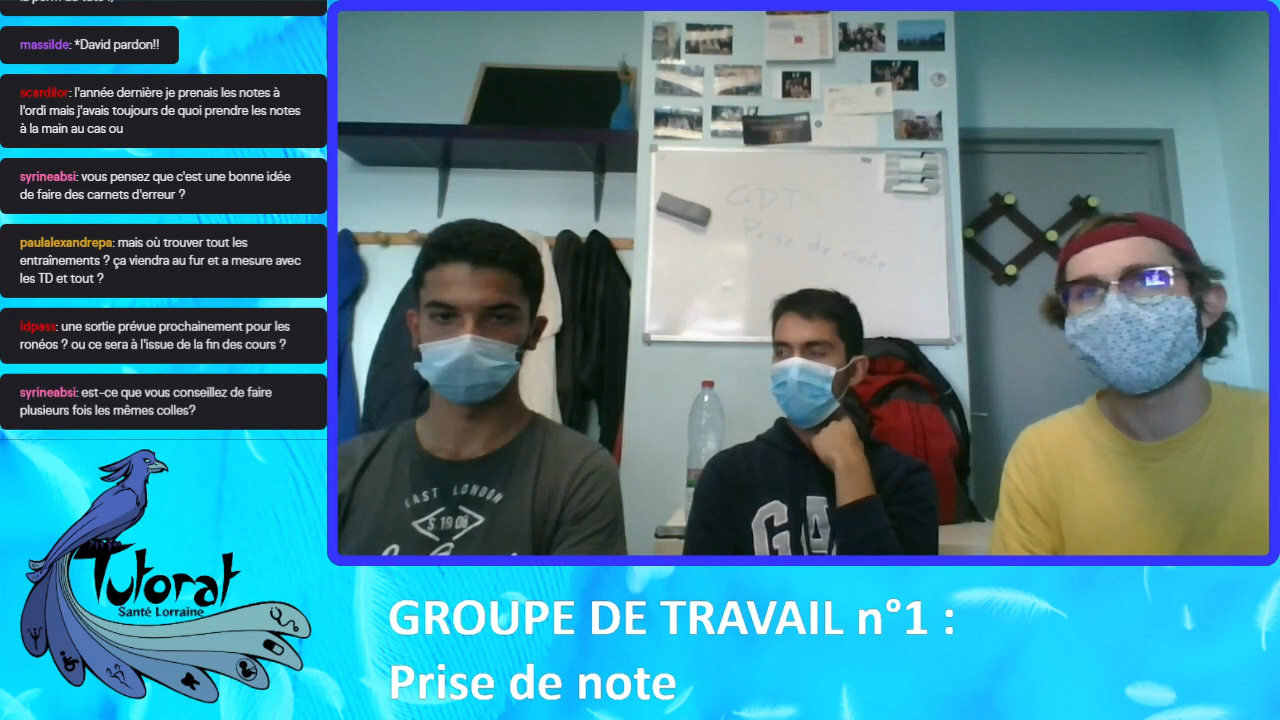 massilde: *David pardon!!
scardilor: l'année dernière je prenais les notes à
l'ordi mais j'avais toujours de quoi prendre les notes
à la main au cas ou
syrineabsi: vous pensez que c'est une bonne idée
de faire des carnets d'erreur ?
paulalexandrepa: mais où trouver tout les
entraînements ? ça viendra au fur et a mesure avec
les TD et tout ?
ldpass: une sortie prévue prochainement pour les
ronéos ? ou ce sera à l'issue de la fin des cours ?
syrineabsi: est-ce que vous conseillez de faire
plusieurs fois les mêmes colles?
Tutorat
Santé Lorraine
GDT
Prise de note
EAST LONDON
S.1908
GA
GROUPE DE TRAVAIL n°1 :
Prise de note